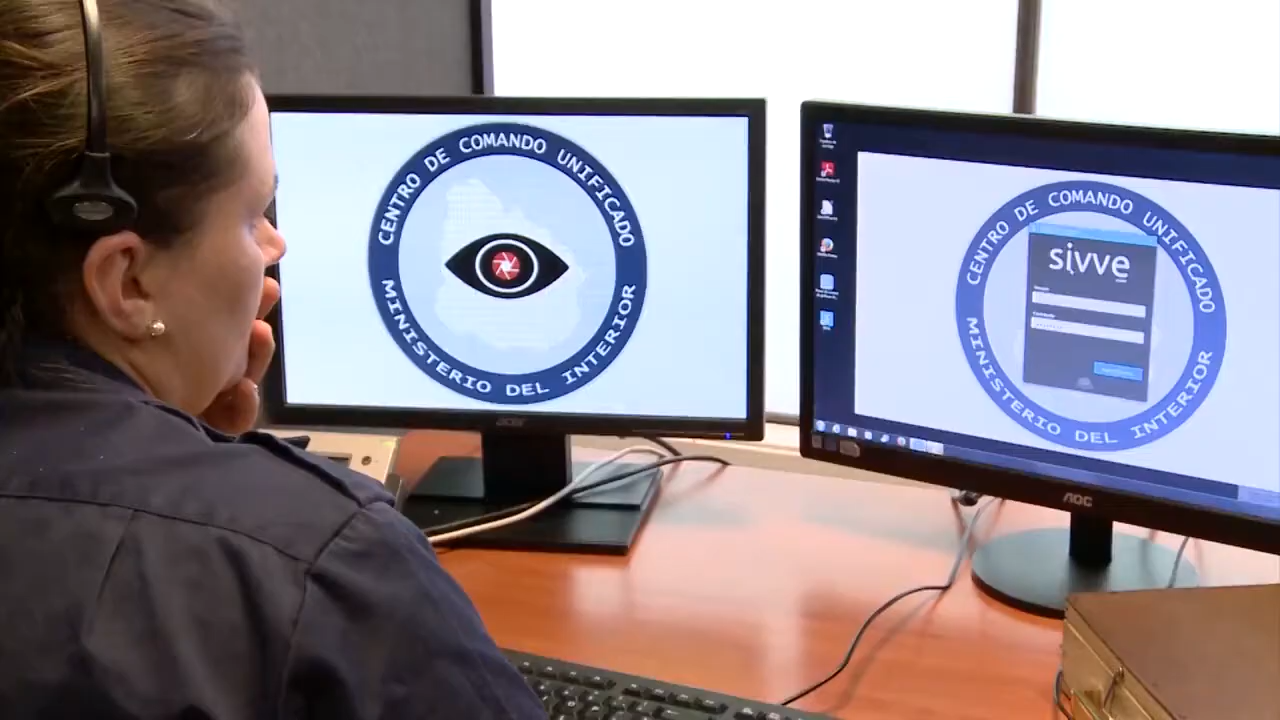 CENTRO DE COMANDO UNIFICADO
MINISTERIO DEL INTERIOR
acer
CENTRO DE COMANDO UNIFICADO
MINISTERIO DEL INTERIOR
sivve
AOC